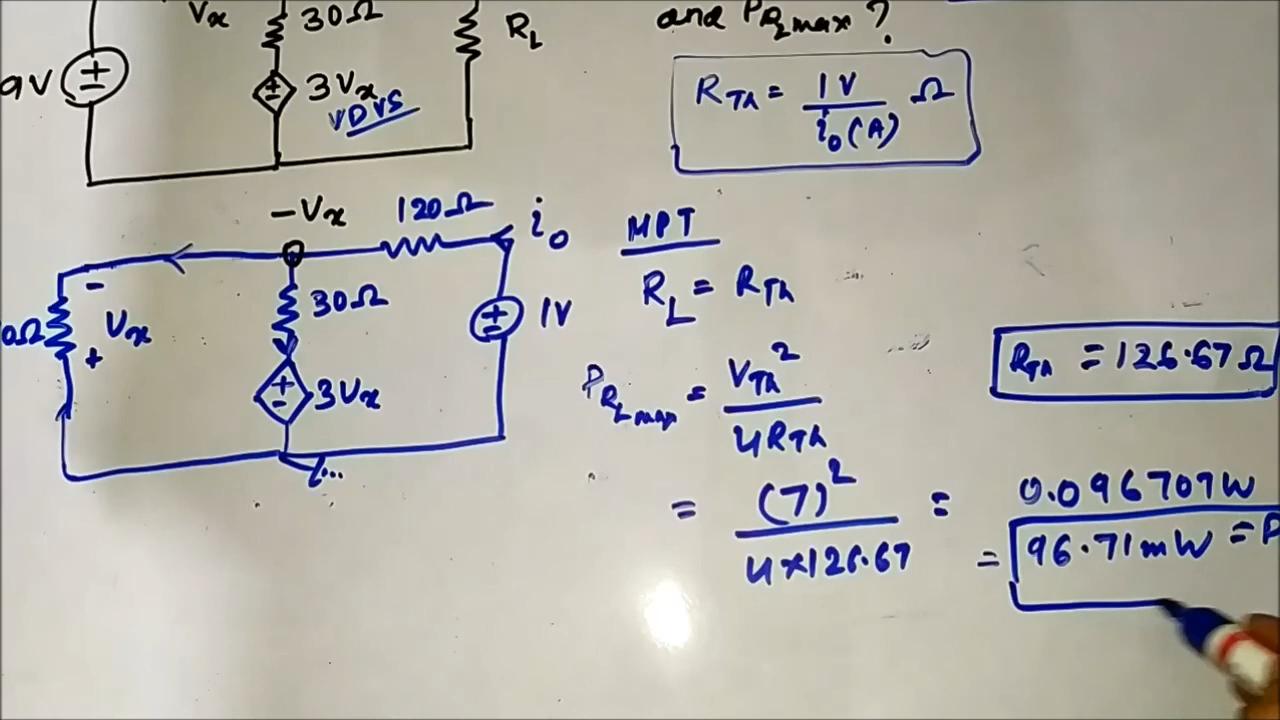 Vx 30Ω RL
9V 3Vx
VDVS
and PRLmax?
RTh = 1V / i0(A) Ω
-Vx 120Ω i0
0Ω - Vx + 30Ω 1V
3Vx
MPT
RL = RTh
RTh = 126.67Ω
PRLmax = VTh² / 4RTh
= (7)² / 4×126.67 = 0.096707W
= 96.71mW = P